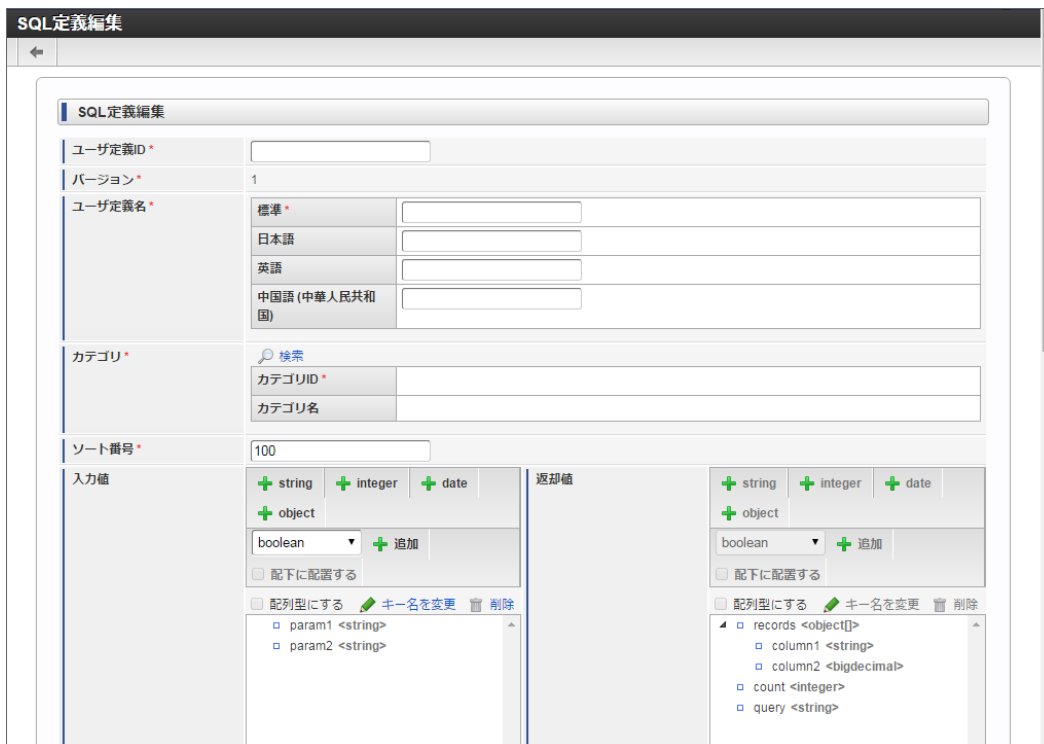 SQL定義編集
SQL定義編集
ユーザ定義ID *
バージョン *
1
ユーザ定義名 *
標準 *
日本語
英語
中国語 (中華人民共和
国)
カテゴリ *
検索
カテゴリID *
カテゴリ名
ソート番号 *
100
入力値
string
integer
date
object
boolean
追加
配下に配置する
配列型にする
キー名を変更
削除
param1 <string>
param2 <string>
返却値
string
integer
date
object
boolean
追加
配下に配置する
配列型にする
キー名を変更
削除
records <object[]>
column1 <string>
column2 <bigdecimal>
count <integer>
query <string>